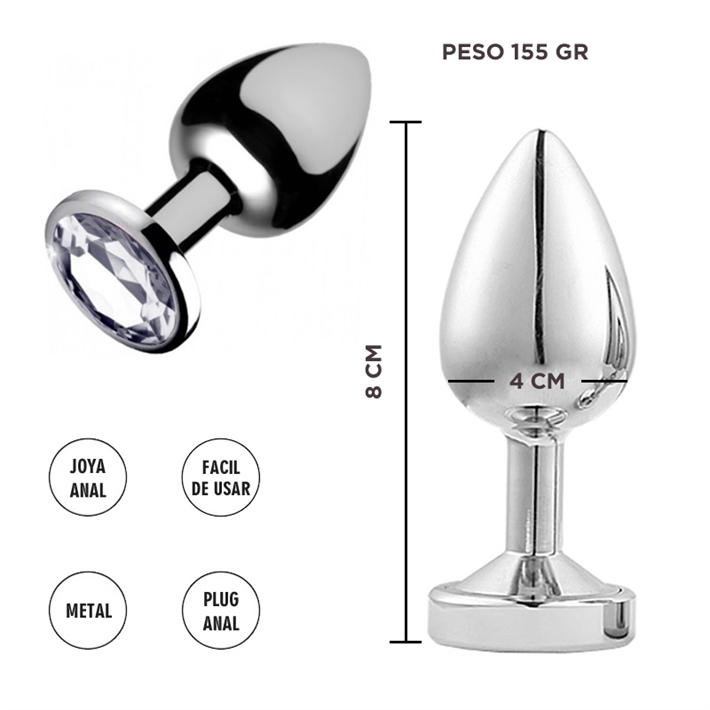 PESO 155 GR
8 CM
4 CM
JOYA
ANAL
FACIL
DE USAR
METAL
PLUG
ANAL